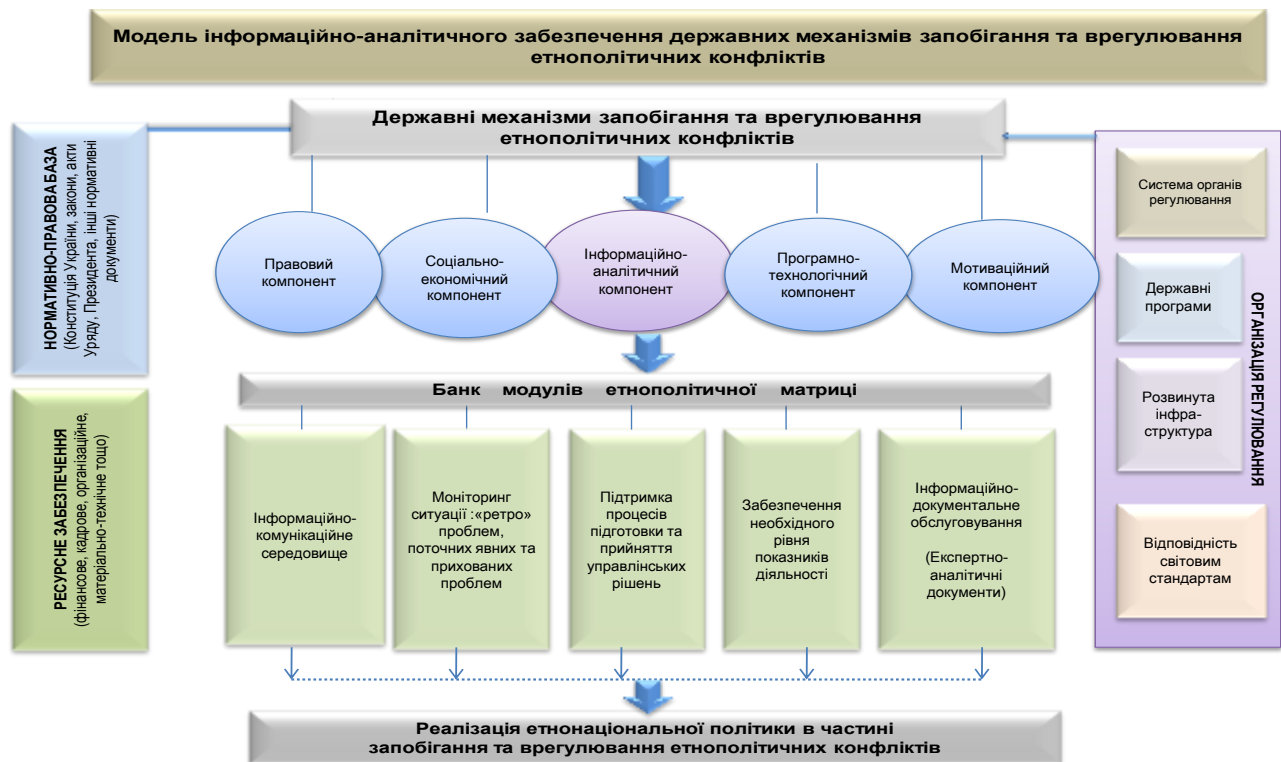 Модель інформаційно-аналітичного забезпечення державних механізмів запобігання та врегулювання
етнополітичних конфліктів
Державні механізми запобігання та врегулювання
етнополітичних конфліктів
НОРМАТИВНО-ПРАВОВА БАЗА
(Конституція України, закони, акти
Уряду, Президента, інші нормативні
документи)
РЕСУРСНЕ ЗАБЕЗПЕЧЕННЯ
(фінансове, кадрове, організаційне,
матеріально-технічне тощо)
Правовий
компонент
Соціально-
економічний
компонент
Інформаційно-
аналітичний
компонент
Програмно-
технологічний
компонент
Мотиваційний
компонент
Банк модулів етнополітичної матриці
Інформаційно-
комунікаційне
середовище
Моніторинг
ситуації :«ретро»
проблем,
поточних явних та
прихованих
проблем
Підтримка
процесів
підготовки та
прийняття
управлінських
рішень
Забезпечення
необхідного
рівня
показників
діяльності
Інформаційно-
документальне
обслуговування
(Експертно-
аналітичні
документи)
Реалізація етнонаціональної політики в частині
запобігання та врегулювання етнополітичних конфліктів
ОРГАНІЗАЦІЯ РЕГУЛЮВАННЯ
Система органів
регулювання
Державні
програми
Розвинута
інфра-
структура
Відповідність
світовим
стандартам